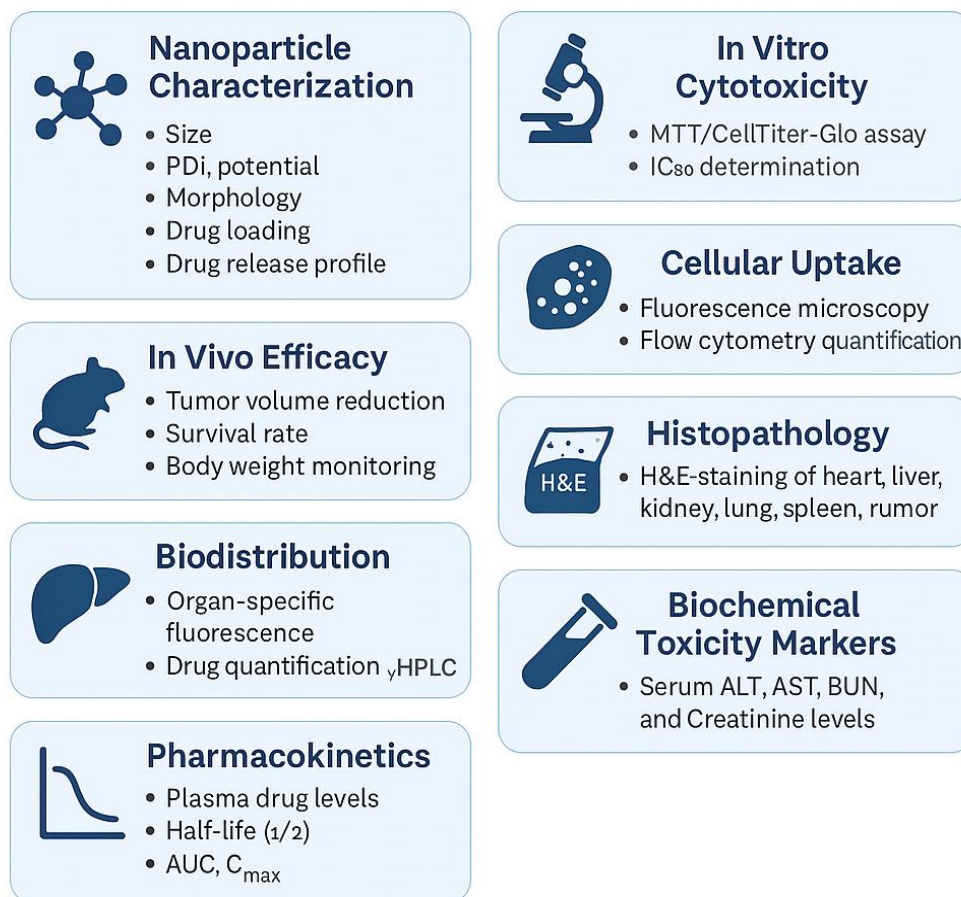 Nanoparticle
Characterization
• Size
• PDi, potential
• Morphology
• Drug loading
• Drug release profile
In Vivo Efficacy
• Tumor volume reduction
• Survival rate
• Body weight monitoring
Biodistribution
• Organ-specific
fluorescence
• Drug quantification yHPLC
Pharmacokinetics
• Plasma drug levels
• Half-life (1/2)
• AUC, Cmax
In Vitro
Cytotoxicity
• MTT/CellTiter-Glo assay
• IC₈₀ determination
Cellular Uptake
• Fluorescence microscopy
• Flow cytometry quantification
Histopathology
H&E
• H&E-staining of heart, liver,
kidney, lung, spleen, rumor
Biochemical
Toxicity Markers
• Serum ALT, AST, BUN,
and Creatinine levels